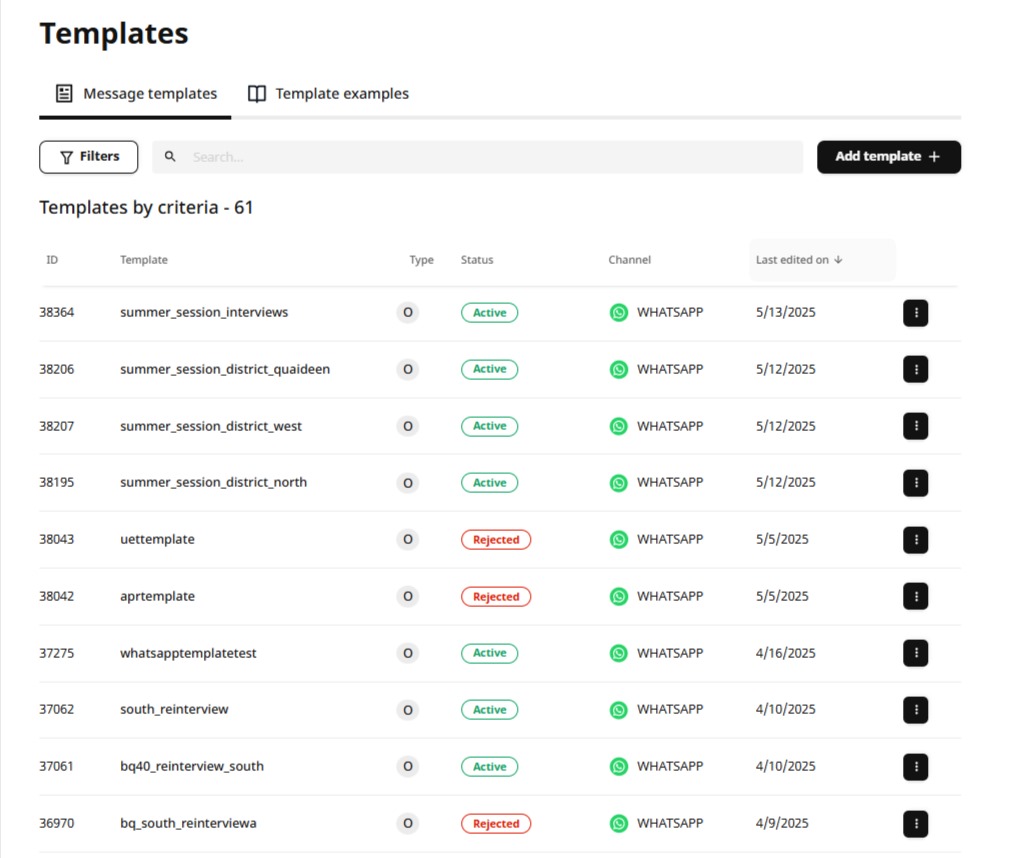 Templates
Message templates Template examples
Filters Search... Add template +
Templates by criteria - 61
ID Template Type Status Channel Last edited on ↓
38364 summer_session_interviews O Active WHATSAPP 5/13/2025
38206 summer_session_district_quaideen O Active WHATSAPP 5/12/2025
38207 summer_session_district_west O Active WHATSAPP 5/12/2025
38195 summer_session_district_north O Active WHATSAPP 5/12/2025
38043 uettemplate O Rejected WHATSAPP 5/5/2025
38042 aprtemplate O Rejected WHATSAPP 5/5/2025
37275 whatsapptemplatetest O Active WHATSAPP 4/16/2025
37062 south_reinterview O Active WHATSAPP 4/10/2025
37061 bq40_reinterview_south O Active WHATSAPP 4/10/2025
36970 bq_south_reinterviewa O Rejected WHATSAPP 4/9/2025